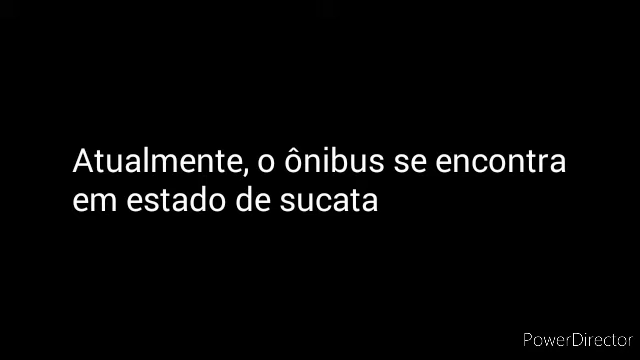 Atualmente, o ônibus se encontra
em estado de sucata
PowerDirector